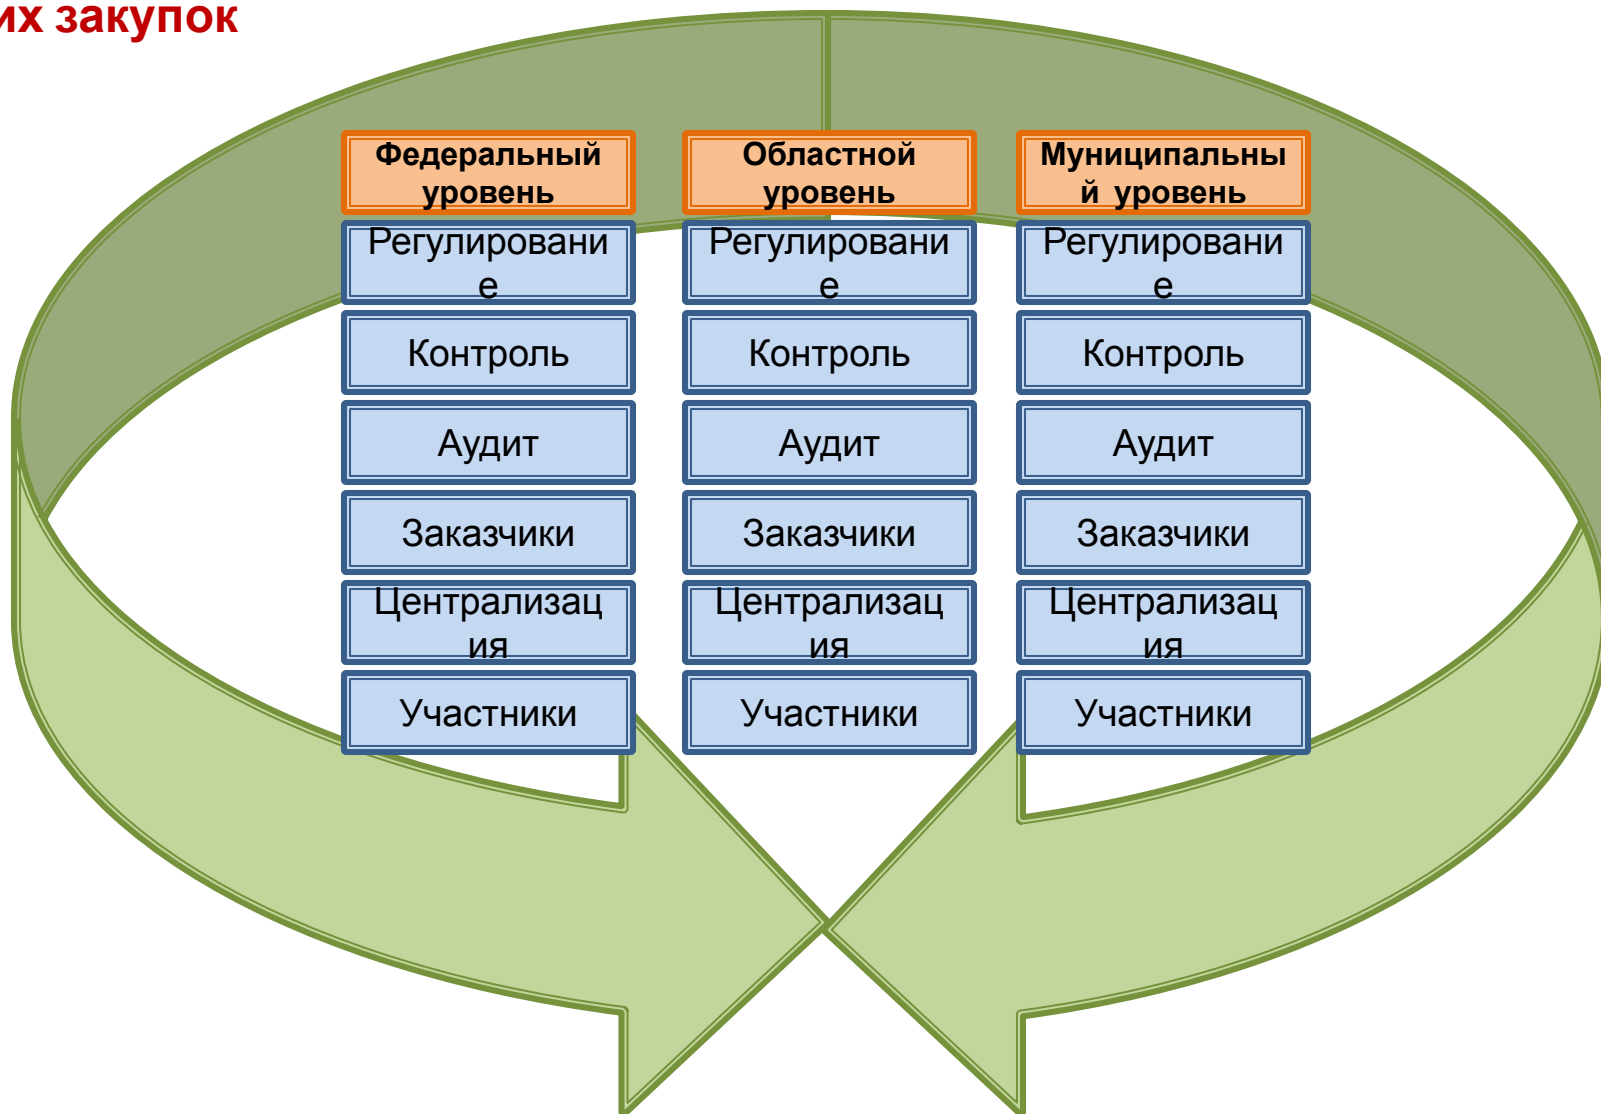 их закупок
Федеральный
уровень
Областной
уровень
Муниципальны
й уровень
Регулировани
е
Регулировани
е
Регулировани
е
Контроль
Контроль
Контроль
Аудит
Аудит
Аудит
Заказчики
Заказчики
Заказчики
Централизац
ия
Централизац
ия
Централизац
ия
Участники
Участники
Участники